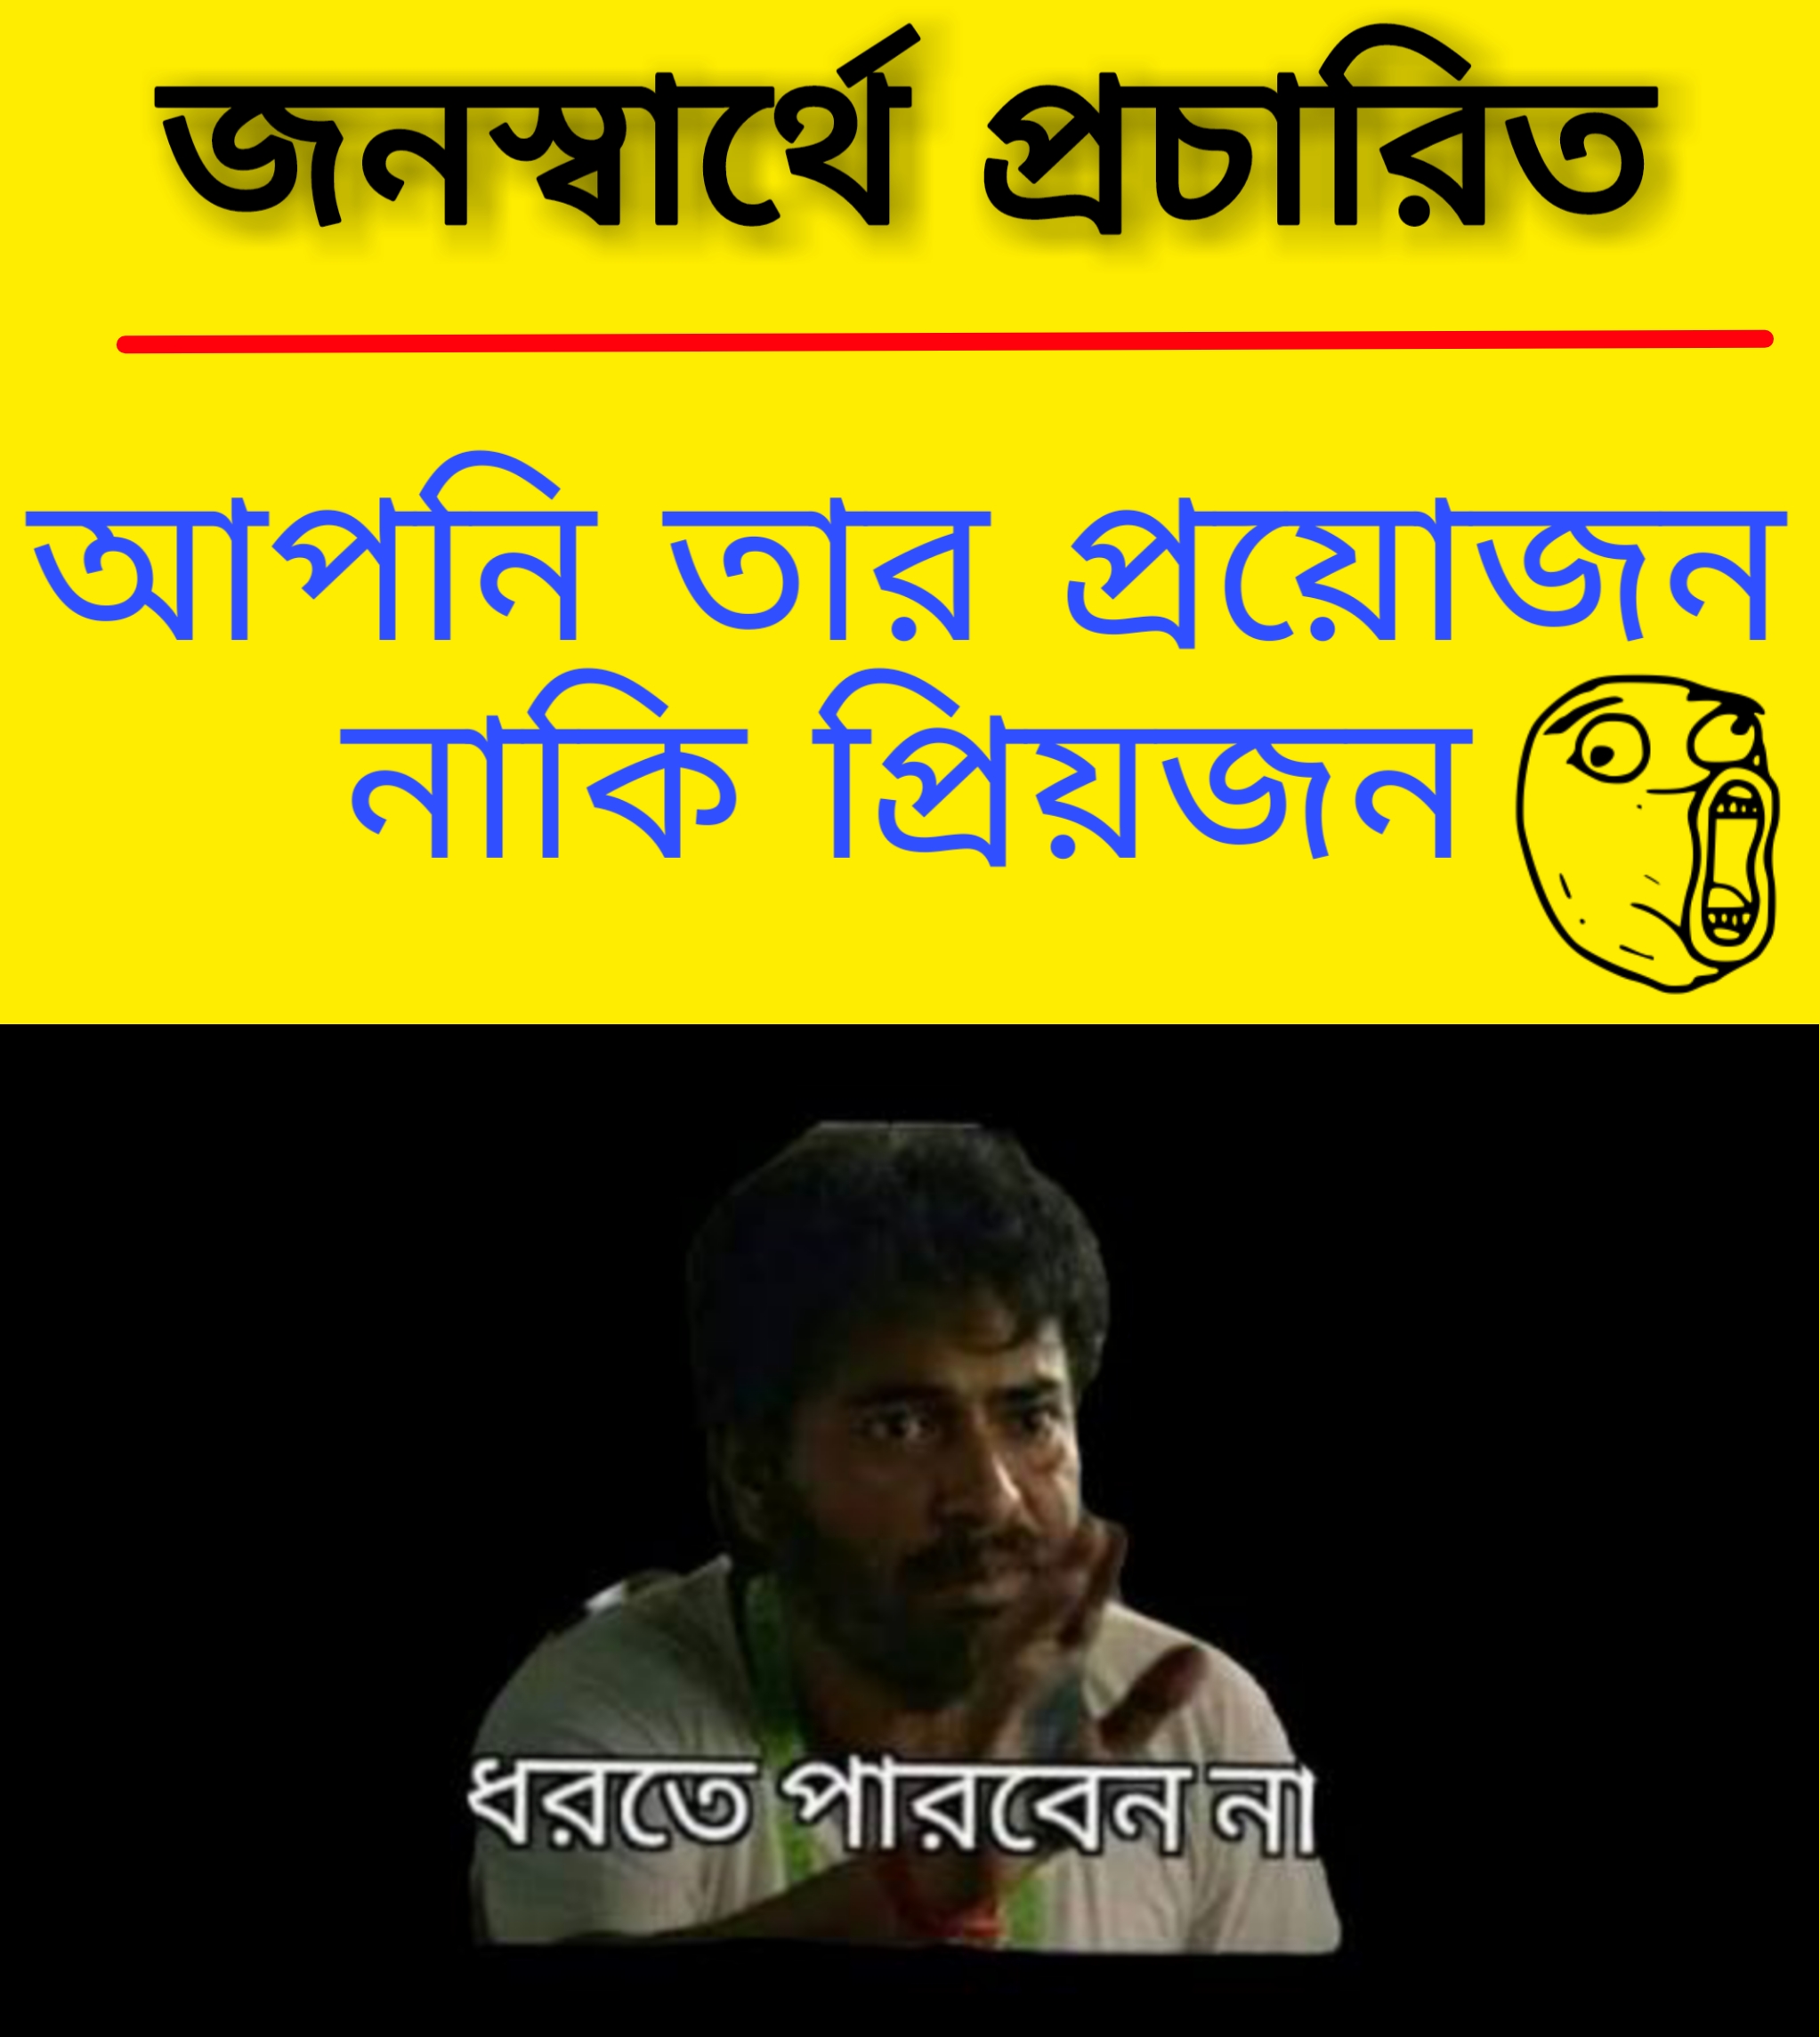 জনস্বার্থে প্রচারিত
আপনি তার প্রয়োজন
নাকি প্রিয়জন
ধরতে পারবেন না